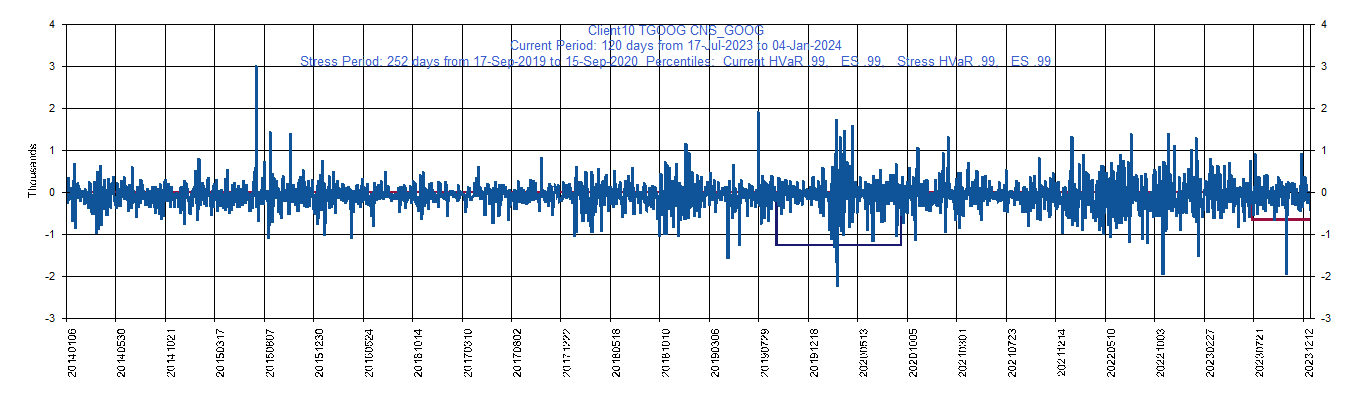 Client10 TGOOG CNS_GOOG
Current Period: 120 days from 17-Jul-2023 to 04-Jan-2024
Stress Period: 252 days from 17-Sep-2019 to 15-Sep-2020 Percentiles: Current HVaR .99, ES .99, Stress HVaR .99, ES .99
4 4
3 3
2 2
1 1
0 0
-1 -1
-2 -2
-3 -3
Thousands
20140106 20140530 20141021 20150317 20150807 20151230 20160524 20161014 20170310 20170802 20171222 20180518 20181010 20190306 20190729 20191218 20200513 20201005 20210301 20210723 20211214 20220510 20221003 20230227 20230721 20231212